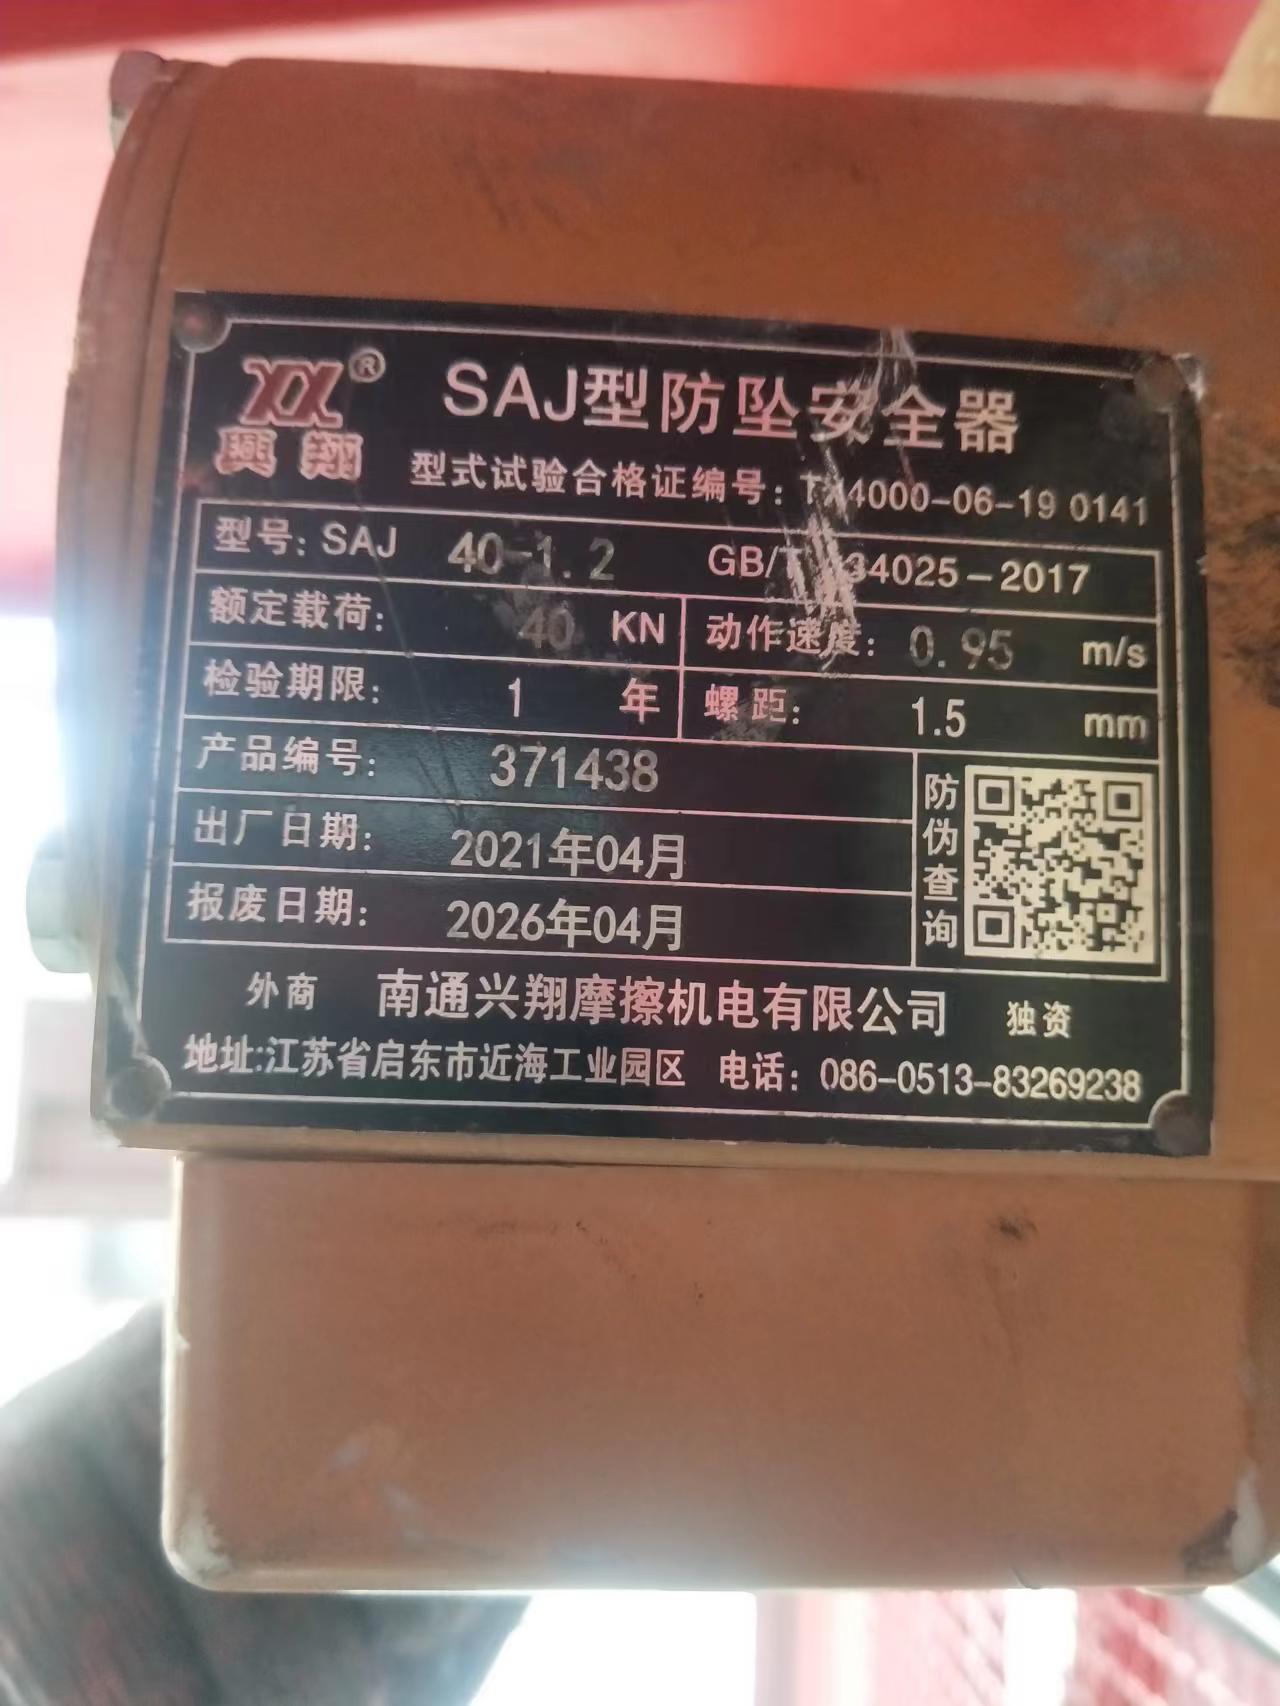 XX®
興翔
SAJ型防坠安全器
型式试验合格证编号：TX4000-06-19 0141
型号：SAJ 40-1.2 GB/T 34025-2017
额定载荷： 40 KN 动作速度： 0.95 m/s
检验期限： 1 年 螺距： 1.5 mm
产品编号： 371438
出厂日期： 2021年04月
报废日期： 2026年04月
防伪查询
外商 南通兴翔摩擦机电有限公司 独资
地址:江苏省启东市近海工业园区 电话：086-0513-83269238